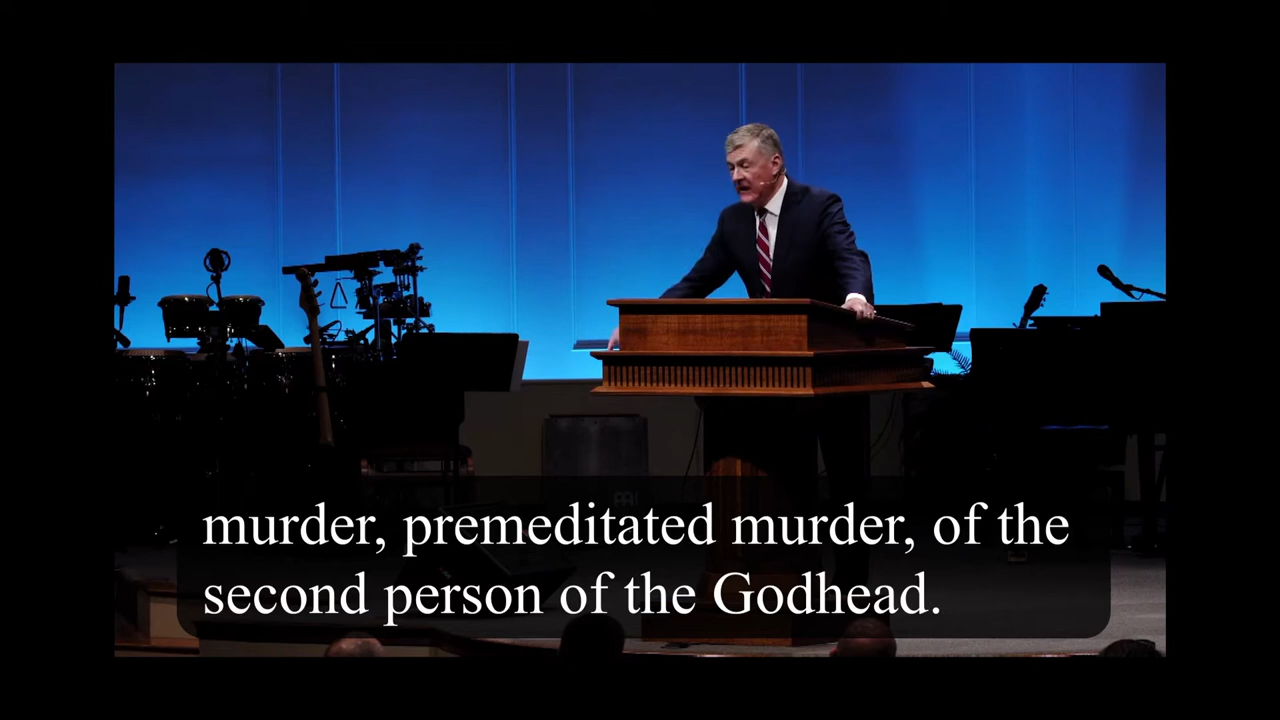 murder, premeditated murder, of the
second person of the Godhead.